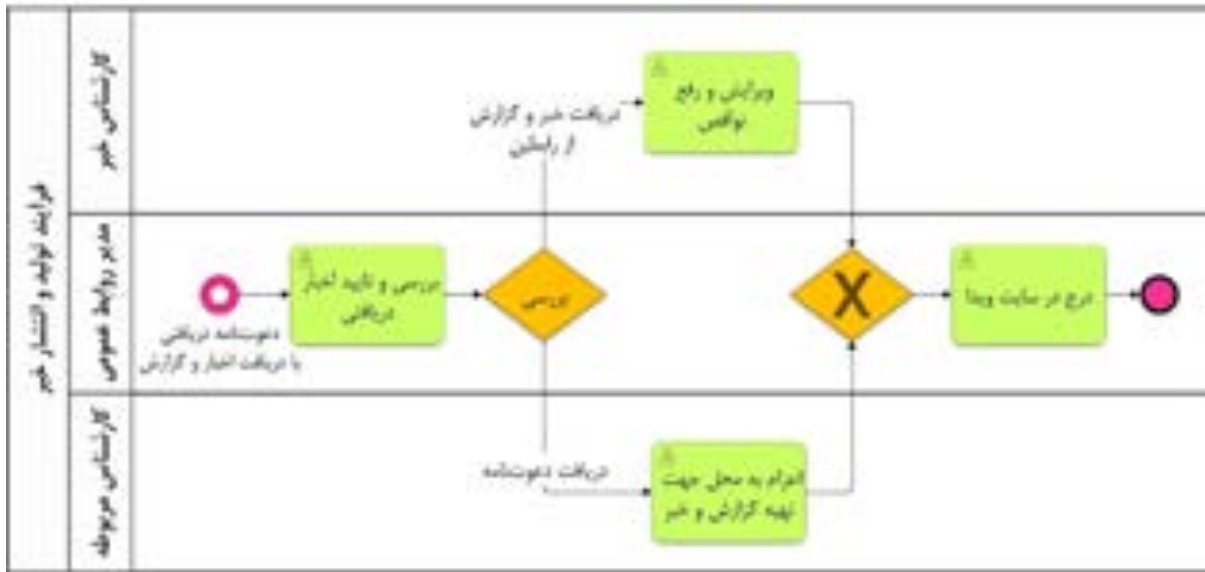 فرایند تولید و انتشار خبر
کارشناس خبر
ویرایش و رفع
نواقص
دریافت خبر و گزارش
از رابطین
مدیر روابط عمومی
دعوتنامه دریافتی
یا دریافت اخبار و گزارش
بررسی و تایید اخبار
دریافتی
بررسی
X
درج در سایت وبدا
کارشناس مربوطه
دریافت دعوتنامه
اعزام به محل جهت
تهیه گزارش و خبر